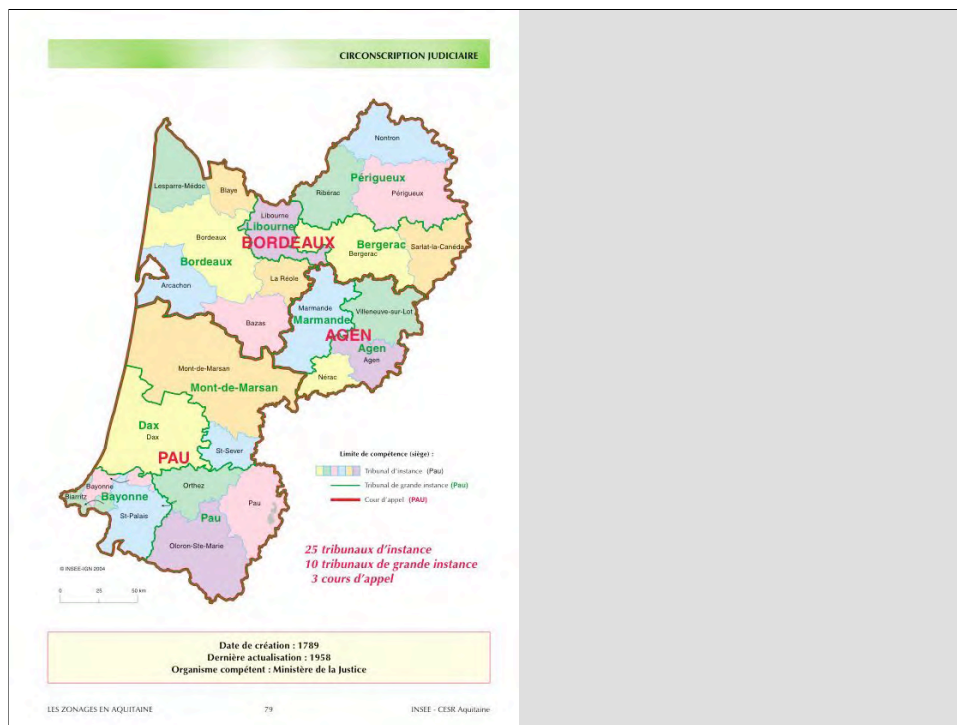 CIRCONSCRIPTION JUDICIAIRE
Nontron
Périgueux
Lesparre-Médoc
Blaye
Ribérac
Périgueux
Libourne
Libourne
Bordeaux
BORDEAUX
Bergerac
Sarlat-la-Canéda
Bergerac
Bordeaux
La Réole
Arcachon
Marmande
Villeneuve-sur-Lot
Marmande
Bazas
AGEN
Agen
Agen
Mont-de-Marsan
Nérac
Mont-de-Marsan
Dax
Dax
St-Sever
PAU
Limite de compétence (siège) :
Tribunal d'instance (Pau)
Tribunal de grande instance (Pau)
Cour d'appel (PAU)
Bayonne
Orthez
Biarritz
Bayonne
Pau
St-Palais
Pau
Oloron-Ste-Marie
25 tribunaux d'instance
10 tribunaux de grande instance
3 cours d'appel
© INSEE-IGN 2004
0 25 50 km
Date de création : 1789
Dernière actualisation : 1958
Organisme compétent : Ministère de la Justice
LES ZONAGES EN AQUITAINE 79 INSEE - CESR Aquitaine